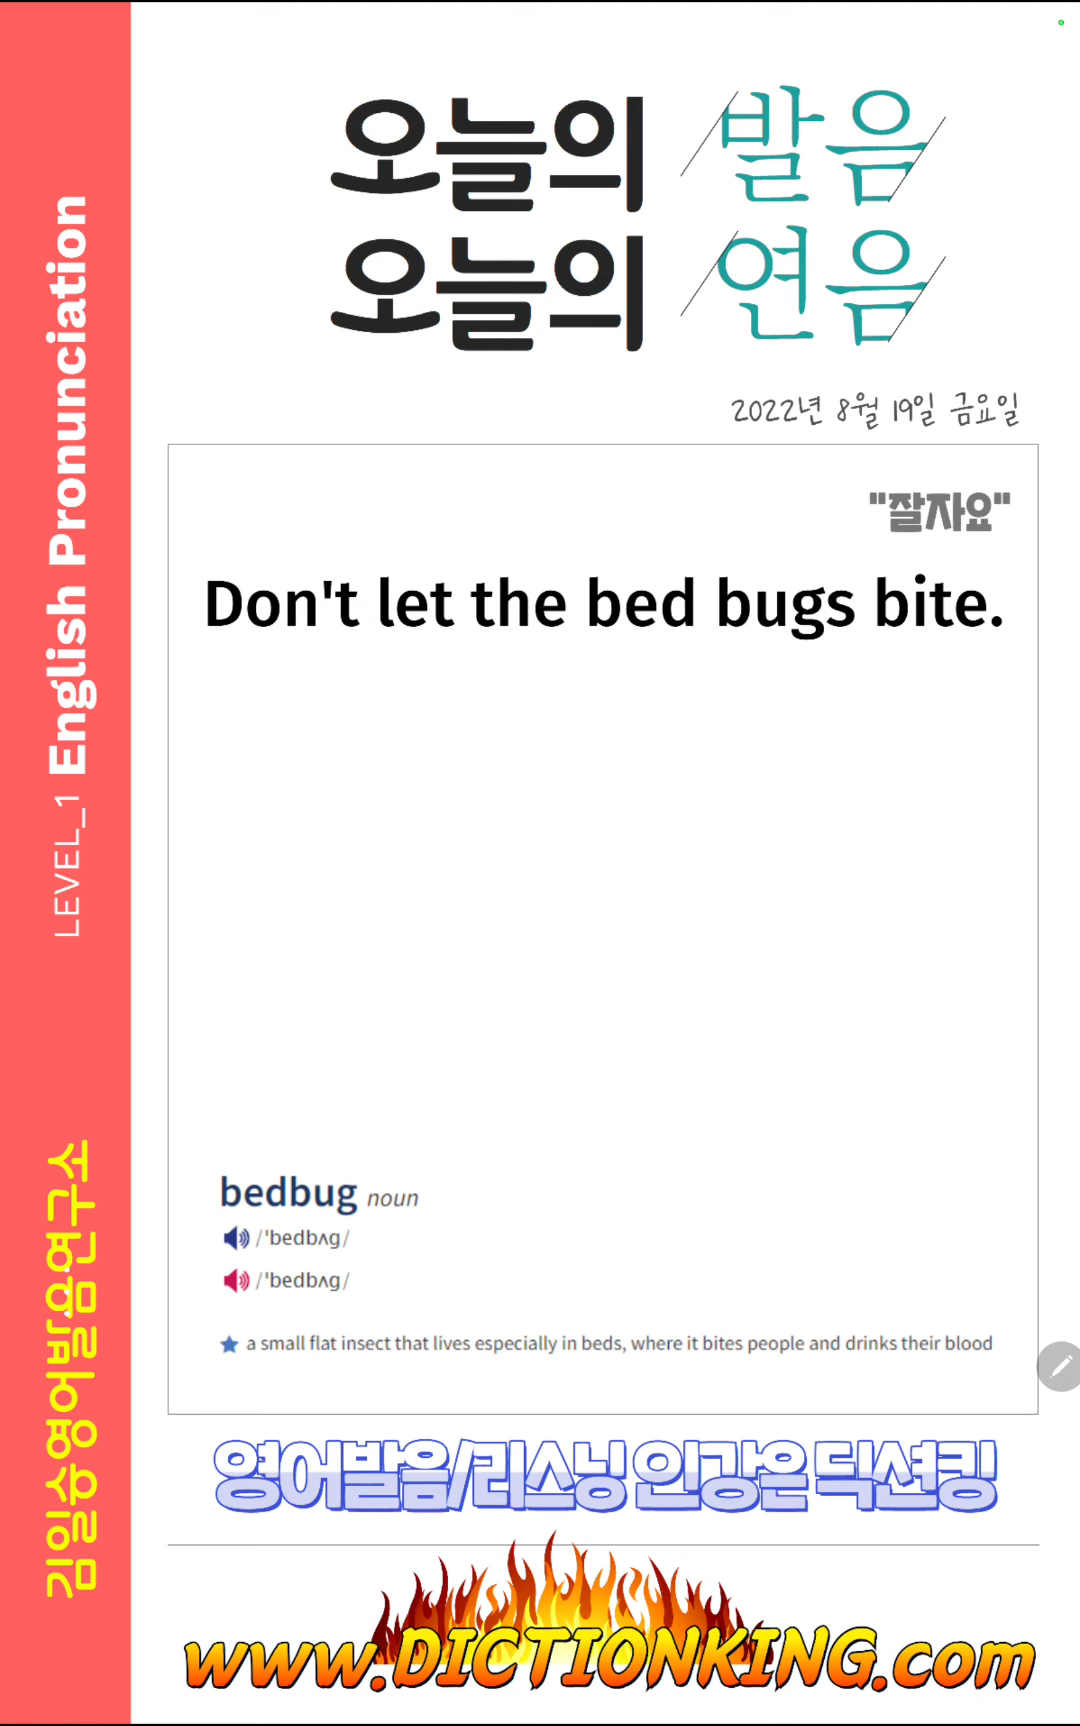 오늘의 발음
오늘의 연음
2022년 8월 19일 금요일
LEVEL_1 English Pronunciation
김일승영어발음연구소
"잘자요"
Don't let the bed bugs bite.
bedbug noun
/ˈbedbʌɡ/
/ˈbedbʌɡ/
a small flat insect that lives especially in beds, where it bites people and drinks their blood
영어발음/리스닝 인강은 딕션킹
www.DICTIONKING.com